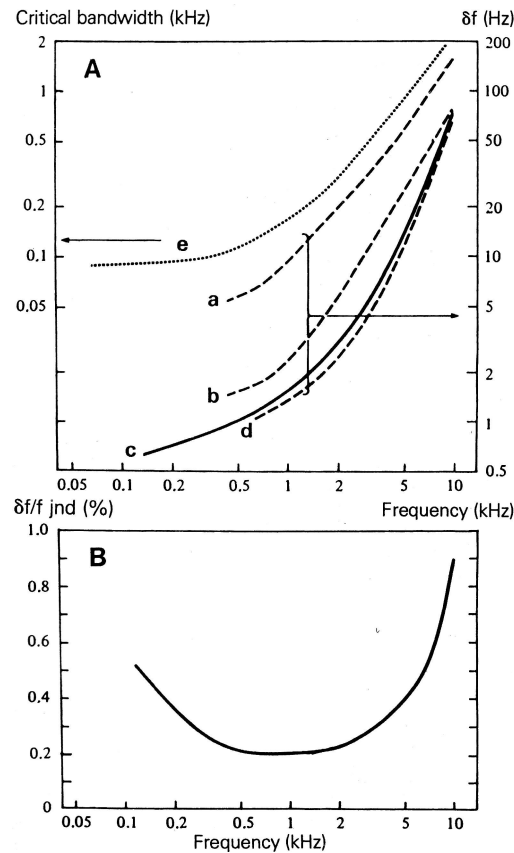 Critical bandwidth (kHz) δf (Hz)
2 200
A
1 100
0.5 50
0.2 20
e
0.1 10
a
0.05 5
b 2
d 1
c
0.5
0.05 0.1 0.2 0.5 1 2 5 10
δf/f jnd (%) Frequency (kHz)
1.0
B
0.8
0.6
0.4
0.2
0
0.05 0.1 0.2 0.5 1 2 5 10
Frequency (kHz)